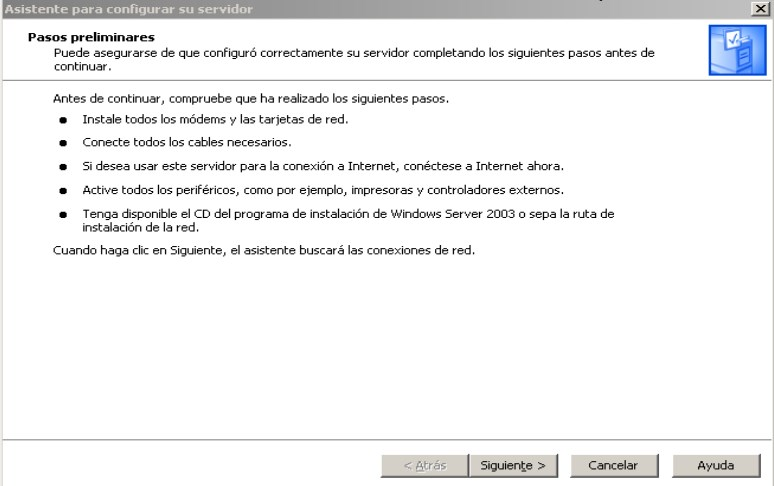 Asistente para configurar su servidor
Pasos preliminares
Puede asegurarse de que configuró correctamente su servidor completando los siguientes pasos antes de
continuar.
Antes de continuar, compruebe que ha realizado los siguientes pasos.
Instale todos los módems y las tarjetas de red.
Conecte todos los cables necesarios.
Si desea usar este servidor para la conexión a Internet, conéctese a Internet ahora.
Active todos los periféricos, como por ejemplo, impresoras y controladores externos.
Tenga disponible el CD del programa de instalación de Windows Server 2003 o sepa la ruta de
instalación de la red.
Cuando haga clic en Siguiente, el asistente buscará las conexiones de red.
< Atrás Siguiente > Cancelar Ayuda